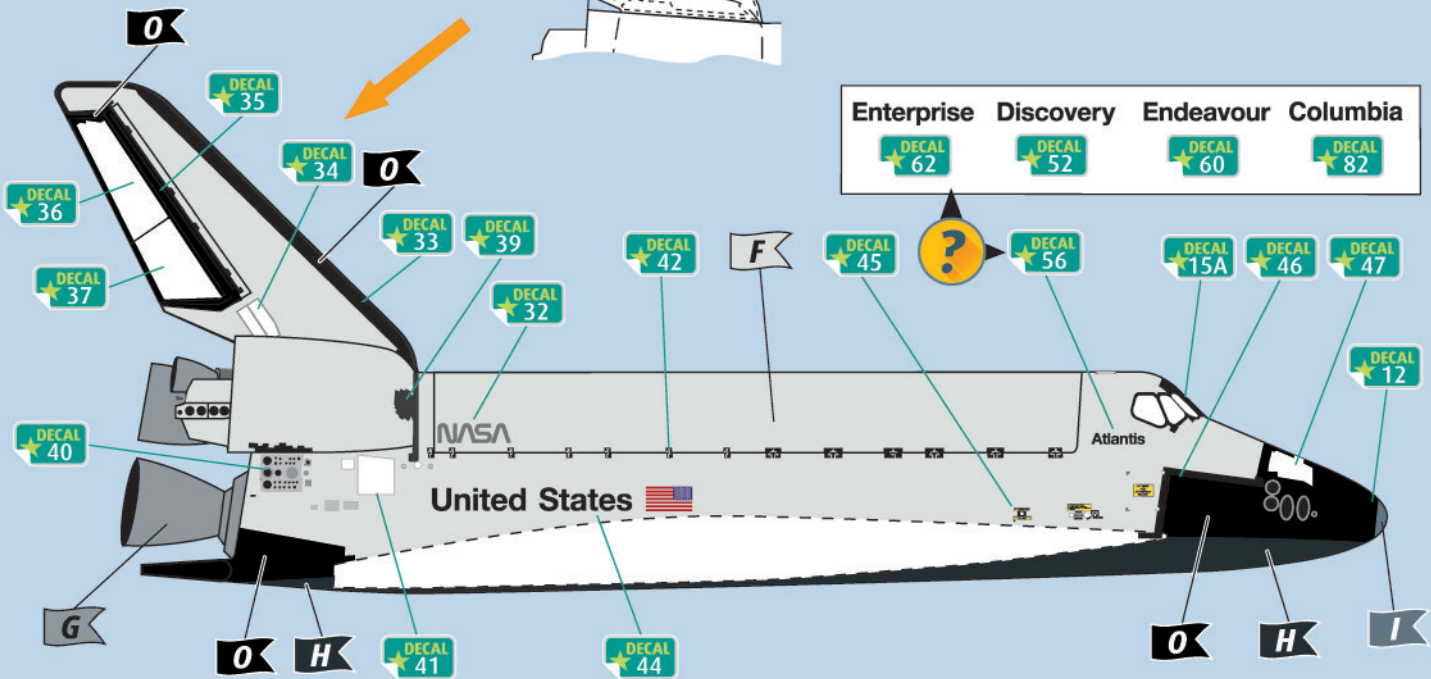 O
DECAL
35
Enterprise Discovery Endeavour Columbia
DECAL
62
DECAL
52
DECAL
60
DECAL
82
DECAL
34
O
DECAL
36
DECAL
33
DECAL
39
DECAL
42
F
DECAL
45
?
DECAL
56
DECAL
15A
DECAL
46
DECAL
47
DECAL
37
DECAL
32
DECAL
12
NASA
Atlantis
DECAL
40
United States
G
O
H
DECAL
41
DECAL
44
O
H
I